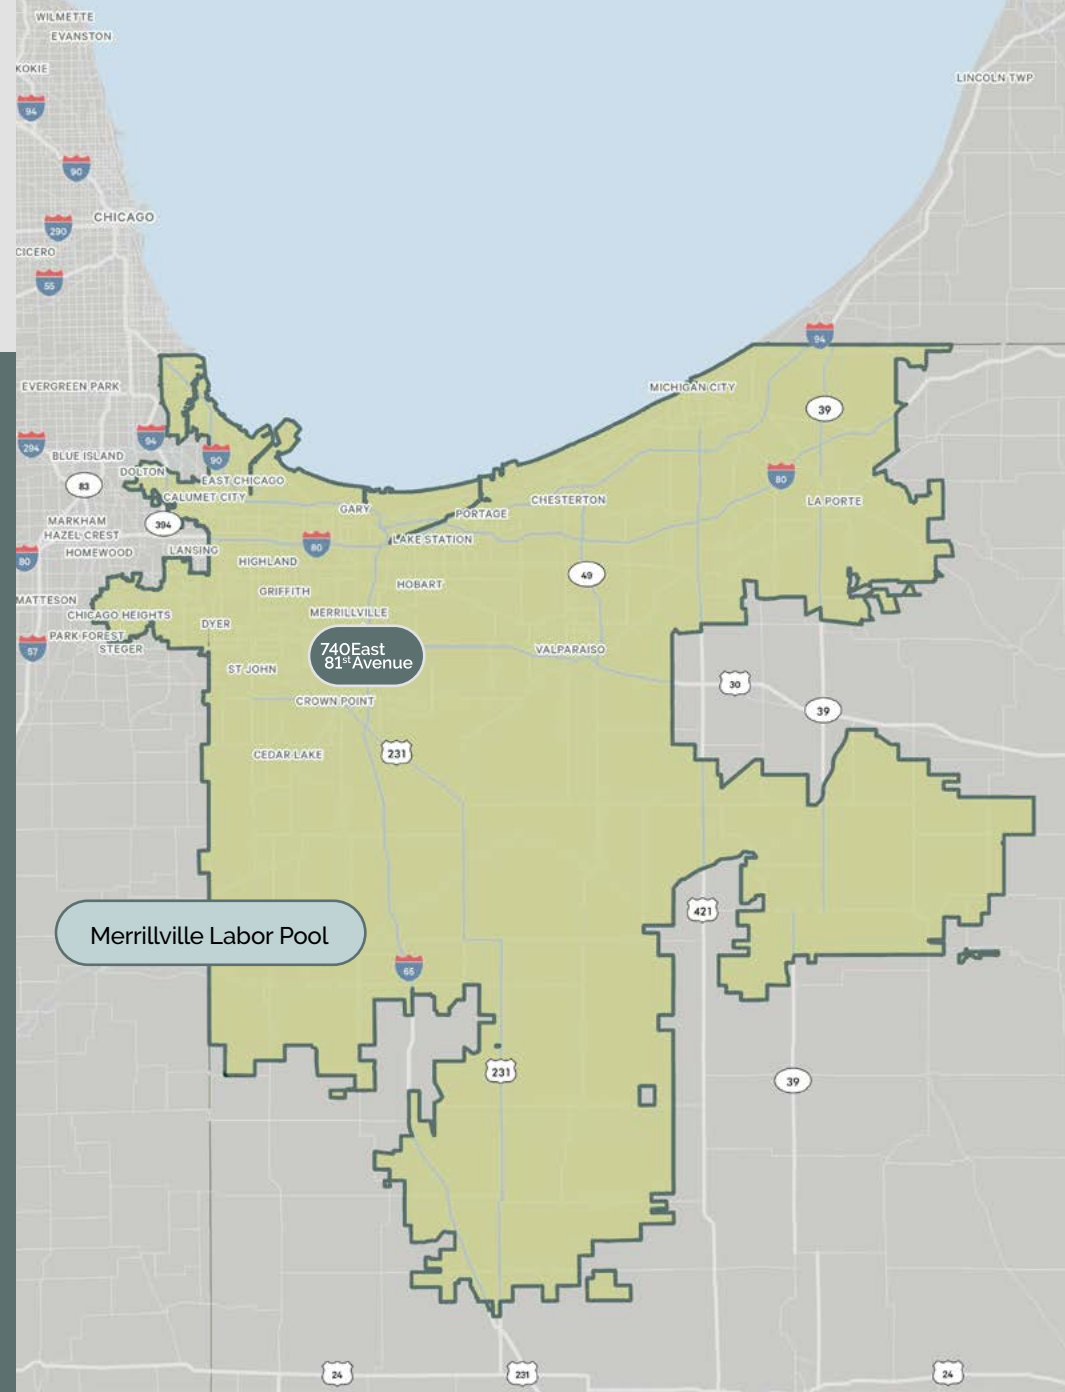 WILMETTE
EVANSTON
KOKIE
LINCOLN TWP
94
90
CHICAGO
290
CICERO
55
94
EVERGREEN PARK
MICHIGAN CITY
39
294
94
BLUE ISLAND
90
DOLTON
EAST CHICAGO
80
83
CALUMET CITY
CHESTERTON
LA PORTE
GARY
PORTAGE
MARKHAM
394
HAZEL CREST
LAKE STATION
HOMEWOOD
LANSING
80
80
HIGHLAND
49
HOBART
GRIFFITH
MATTESON
MERRILLVILLE
CHICAGO HEIGHTS
DYER
PARK FOREST
57
STEGER
740East
81st Avenue
VALPARAISO
ST JOHN
30
CROWN POINT
39
CEDAR LAKE
231
421
Merrillville Labor Pool
65
231
39
24
231
24